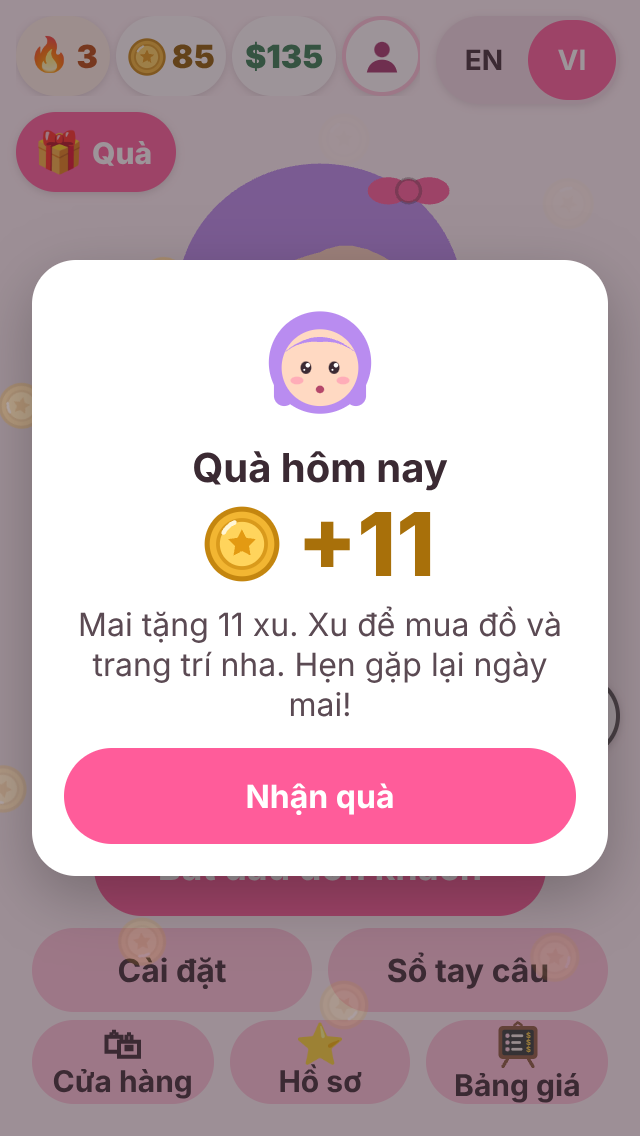 3
85
$135
EN
VI
Quà
Quà hôm nay
+11
Mai tặng 11 xu. Xu để mua đồ và
trang trí nha. Hẹn gặp lại ngày
mai!
Nhận quà
Cài đặt
Sổ tay câu
Cửa hàng
Hồ sơ
Bảng giá